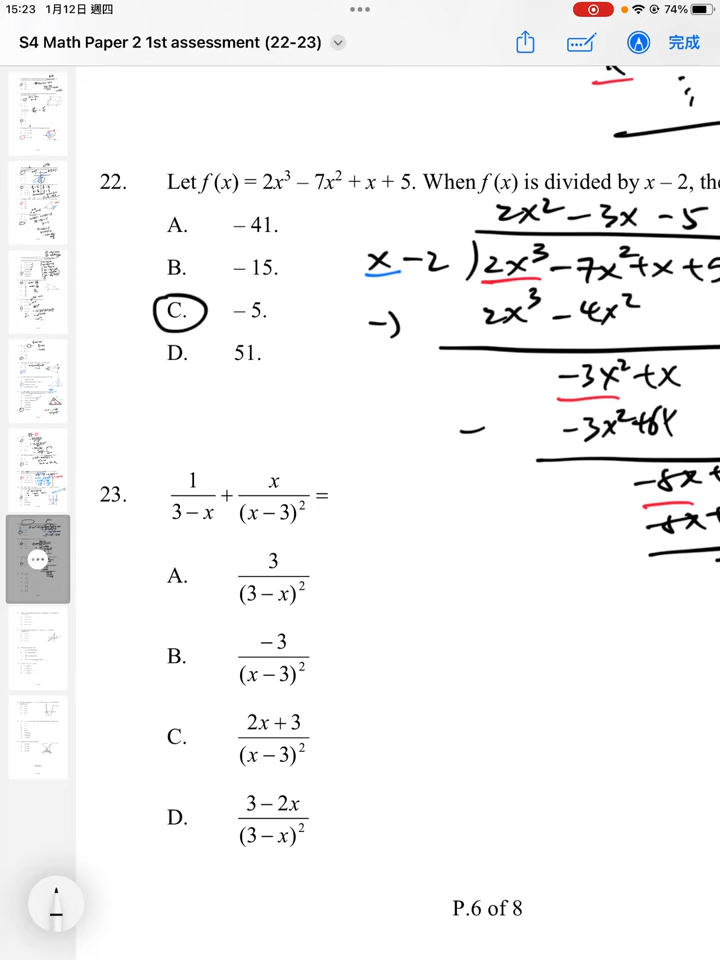 15:23 1月12日 週四
74%
S4 Math Paper 2 1st assessment (22-23)
完成
22. Let f (x) = 2x³ – 7x² + x + 5. When f (x) is divided by x – 2, the
A. – 41.
B. – 15.
C. – 5.
D. 51.
2x² – 3x – 5
x – 2 ) 2x³ – 7x² + x + 5
–) 2x³ – 4x²
–3x² + x
– –3x² + 6x
23. 1/(3 – x) + x/(x – 3)² =
A. 3/(3 – x)²
B. –3/(x – 3)²
C. (2x + 3)/(x – 3)²
D. (3 – 2x)/(3 – x)²
P.6 of 8